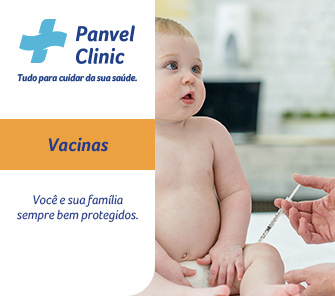 Panvel
Clinic
Tudo para cuidar da sua saúde.
Vacinas
Você e sua família
sempre bem protegidos.